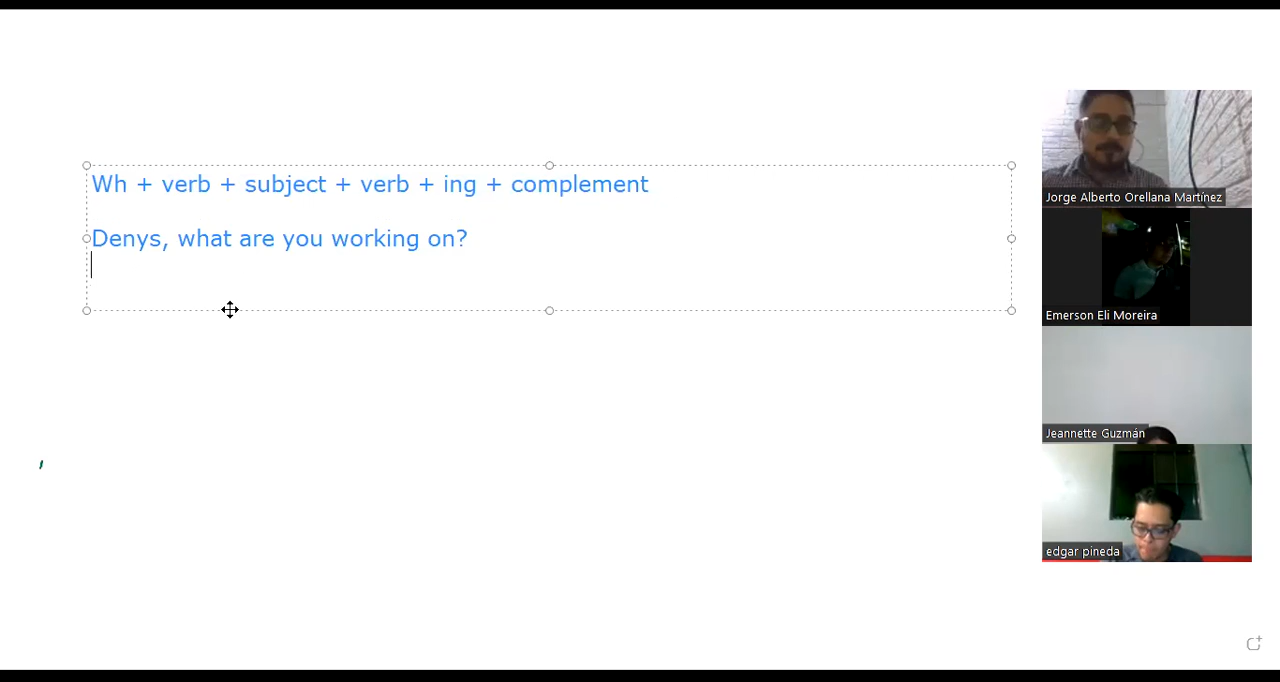 Wh + verb + subject + verb + ing + complement
Denys, what are you working on?
Jorge Alberto Orellana Martínez
Emerson Eli Moreira
Jeannette Guzmán
edgar pineda